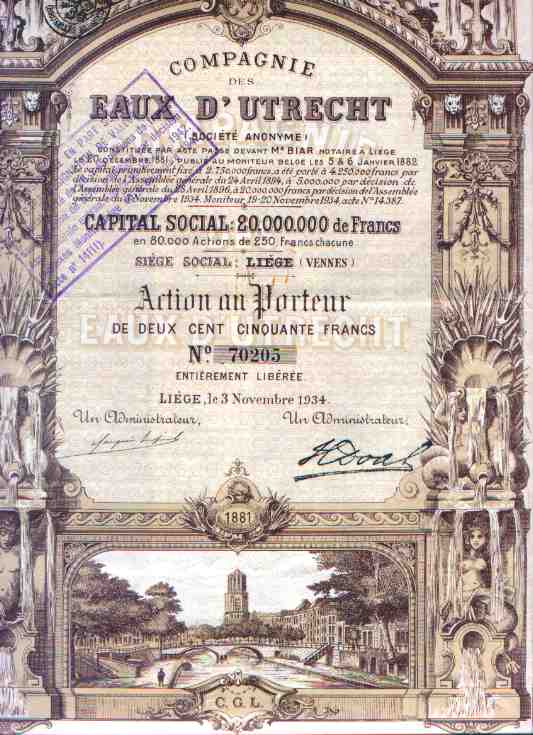 COMPAGNIE
DES
EAUX D'UTRECHT
(SOCIÉTÉ ANONYME)
CONSTITUÉE PAR ACTE PASSÉ DEVANT Me BIAR, NOTAIRE À LIÉGE
LE 20 DÉCEMBRE 1881, PUBLIÉ AU MONITEUR BELGE LES 5 & 6 JANVIER 1882
Le capital primitivement fixé à 2.750.000 francs, a été porté à 4.250.000 francs par
décision de l'Assemblée générale du 24 Avril 1894, à 5.000.000 par décision de
l'Assemblée générale du 25 Avril 1896, à 20.000.000 francs par décision de l'Assemblée
générale du 3 Novembre 1934. Moniteur 19-20 Novembre 1934, acte No 14.387.
CAPITAL SOCIAL: 20.000.000 de Francs
en 80.000 Actions de 250 Francs chacune
SIÈGE SOCIAL: LIÉGE (VENNES)
Action au Porteur
EAUX D'UTRECHT
DE DEUX CENT CINQUANTE FRANCS
No 70205
ENTIÈREMENT LIBÉRÉE.
LIÉGE, le 3 Novembre 1934.
Un Administrateur, Un Administrateur,
1881
C.G.L.